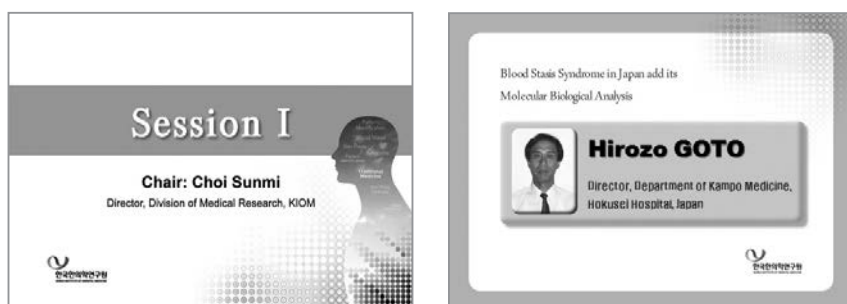 Session I
Chair: Choi Sunmi
Director, Division of Medical Research, KIOM
한국한의학연구원
Blood Stasis Syndrome in Japan add its
Molecular Biological Analysis
Hirozo GOTO
Director, Department of Kampo Medicine,
Hokusei Hospital, Japan
한국한의학연구원